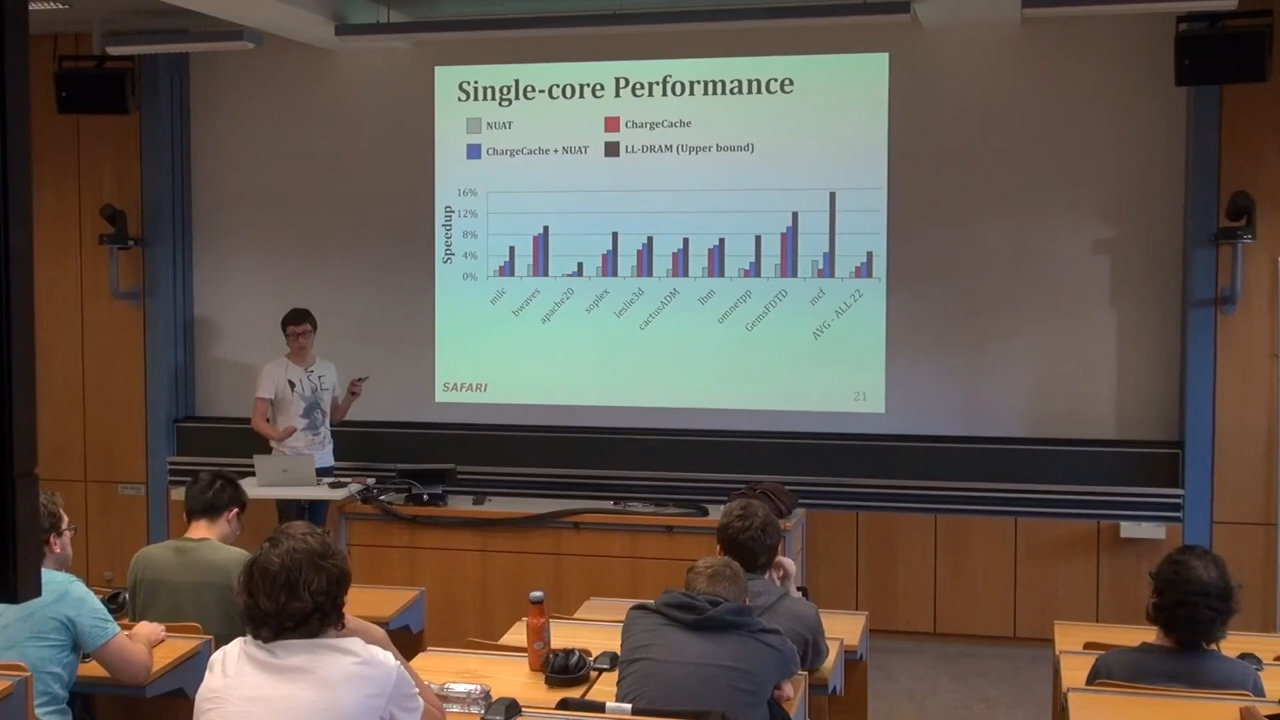 Single-core Performance
NUAT
ChargeCache
ChargeCache + NUAT
LL-DRAM (Upper bound)
Speedup
16%
12%
8%
4%
0%
milc
bwaves
apache20
soplex
leslie3d
cactusADM
lbm
omnetpp
GemsFDTD
mcf
AVG - ALL 22
SAFARI
21
RISE